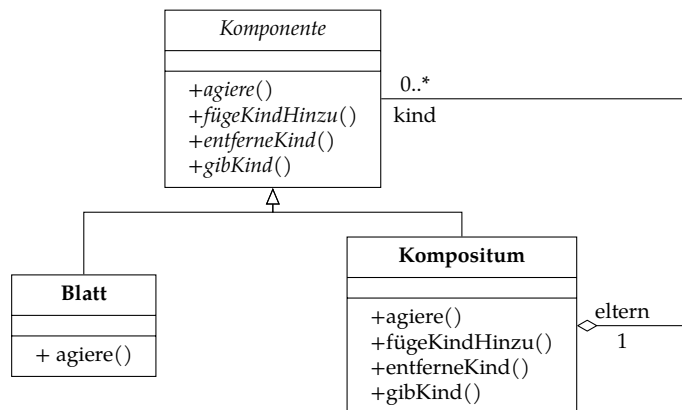 Komponente
+agiere()
+fügeKindHinzu()
+entferneKind()
+gibKind()
0..*
kind
Blatt
+ agiere()
Kompositum
+agiere()
+fügeKindHinzu()
+entferneKind()
+gibKind()
eltern
1